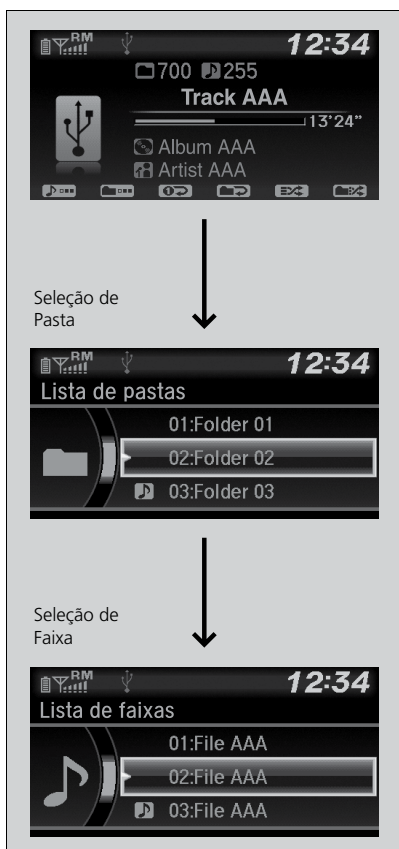 RM
12:34
700 255
Track AAA
13'24"
Album AAA
Artist AAA
1
Seleção de
Pasta
RM
12:34
Lista de pastas
01:Folder 01
02:Folder 02
03:Folder 03
Seleção de
Faixa
RM
12:34
Lista de faixas
01:File AAA
02:File AAA
03:File AAA